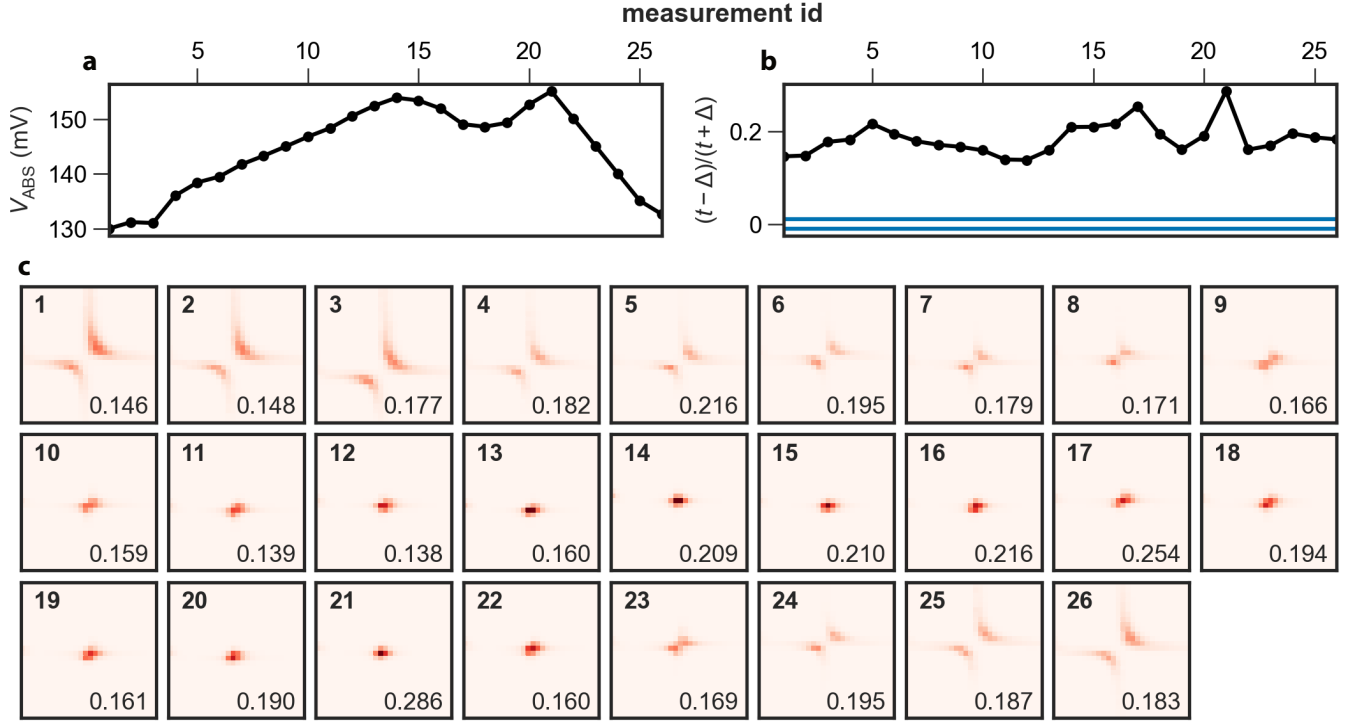 measurement id
a
5 10 15 20 25
V_ABS (mV)
150
140
130
b
5 10 15 20 25
(t − Δ)/(t + Δ)
0.2
0
c
1 2 3 4 5 6 7 8 9
0.146 0.148 0.177 0.182 0.216 0.195 0.179 0.171 0.166
10 11 12 13 14 15 16 17 18
0.159 0.139 0.138 0.160 0.209 0.210 0.216 0.254 0.194
19 20 21 22 23 24 25 26
0.161 0.190 0.286 0.160 0.169 0.195 0.187 0.183